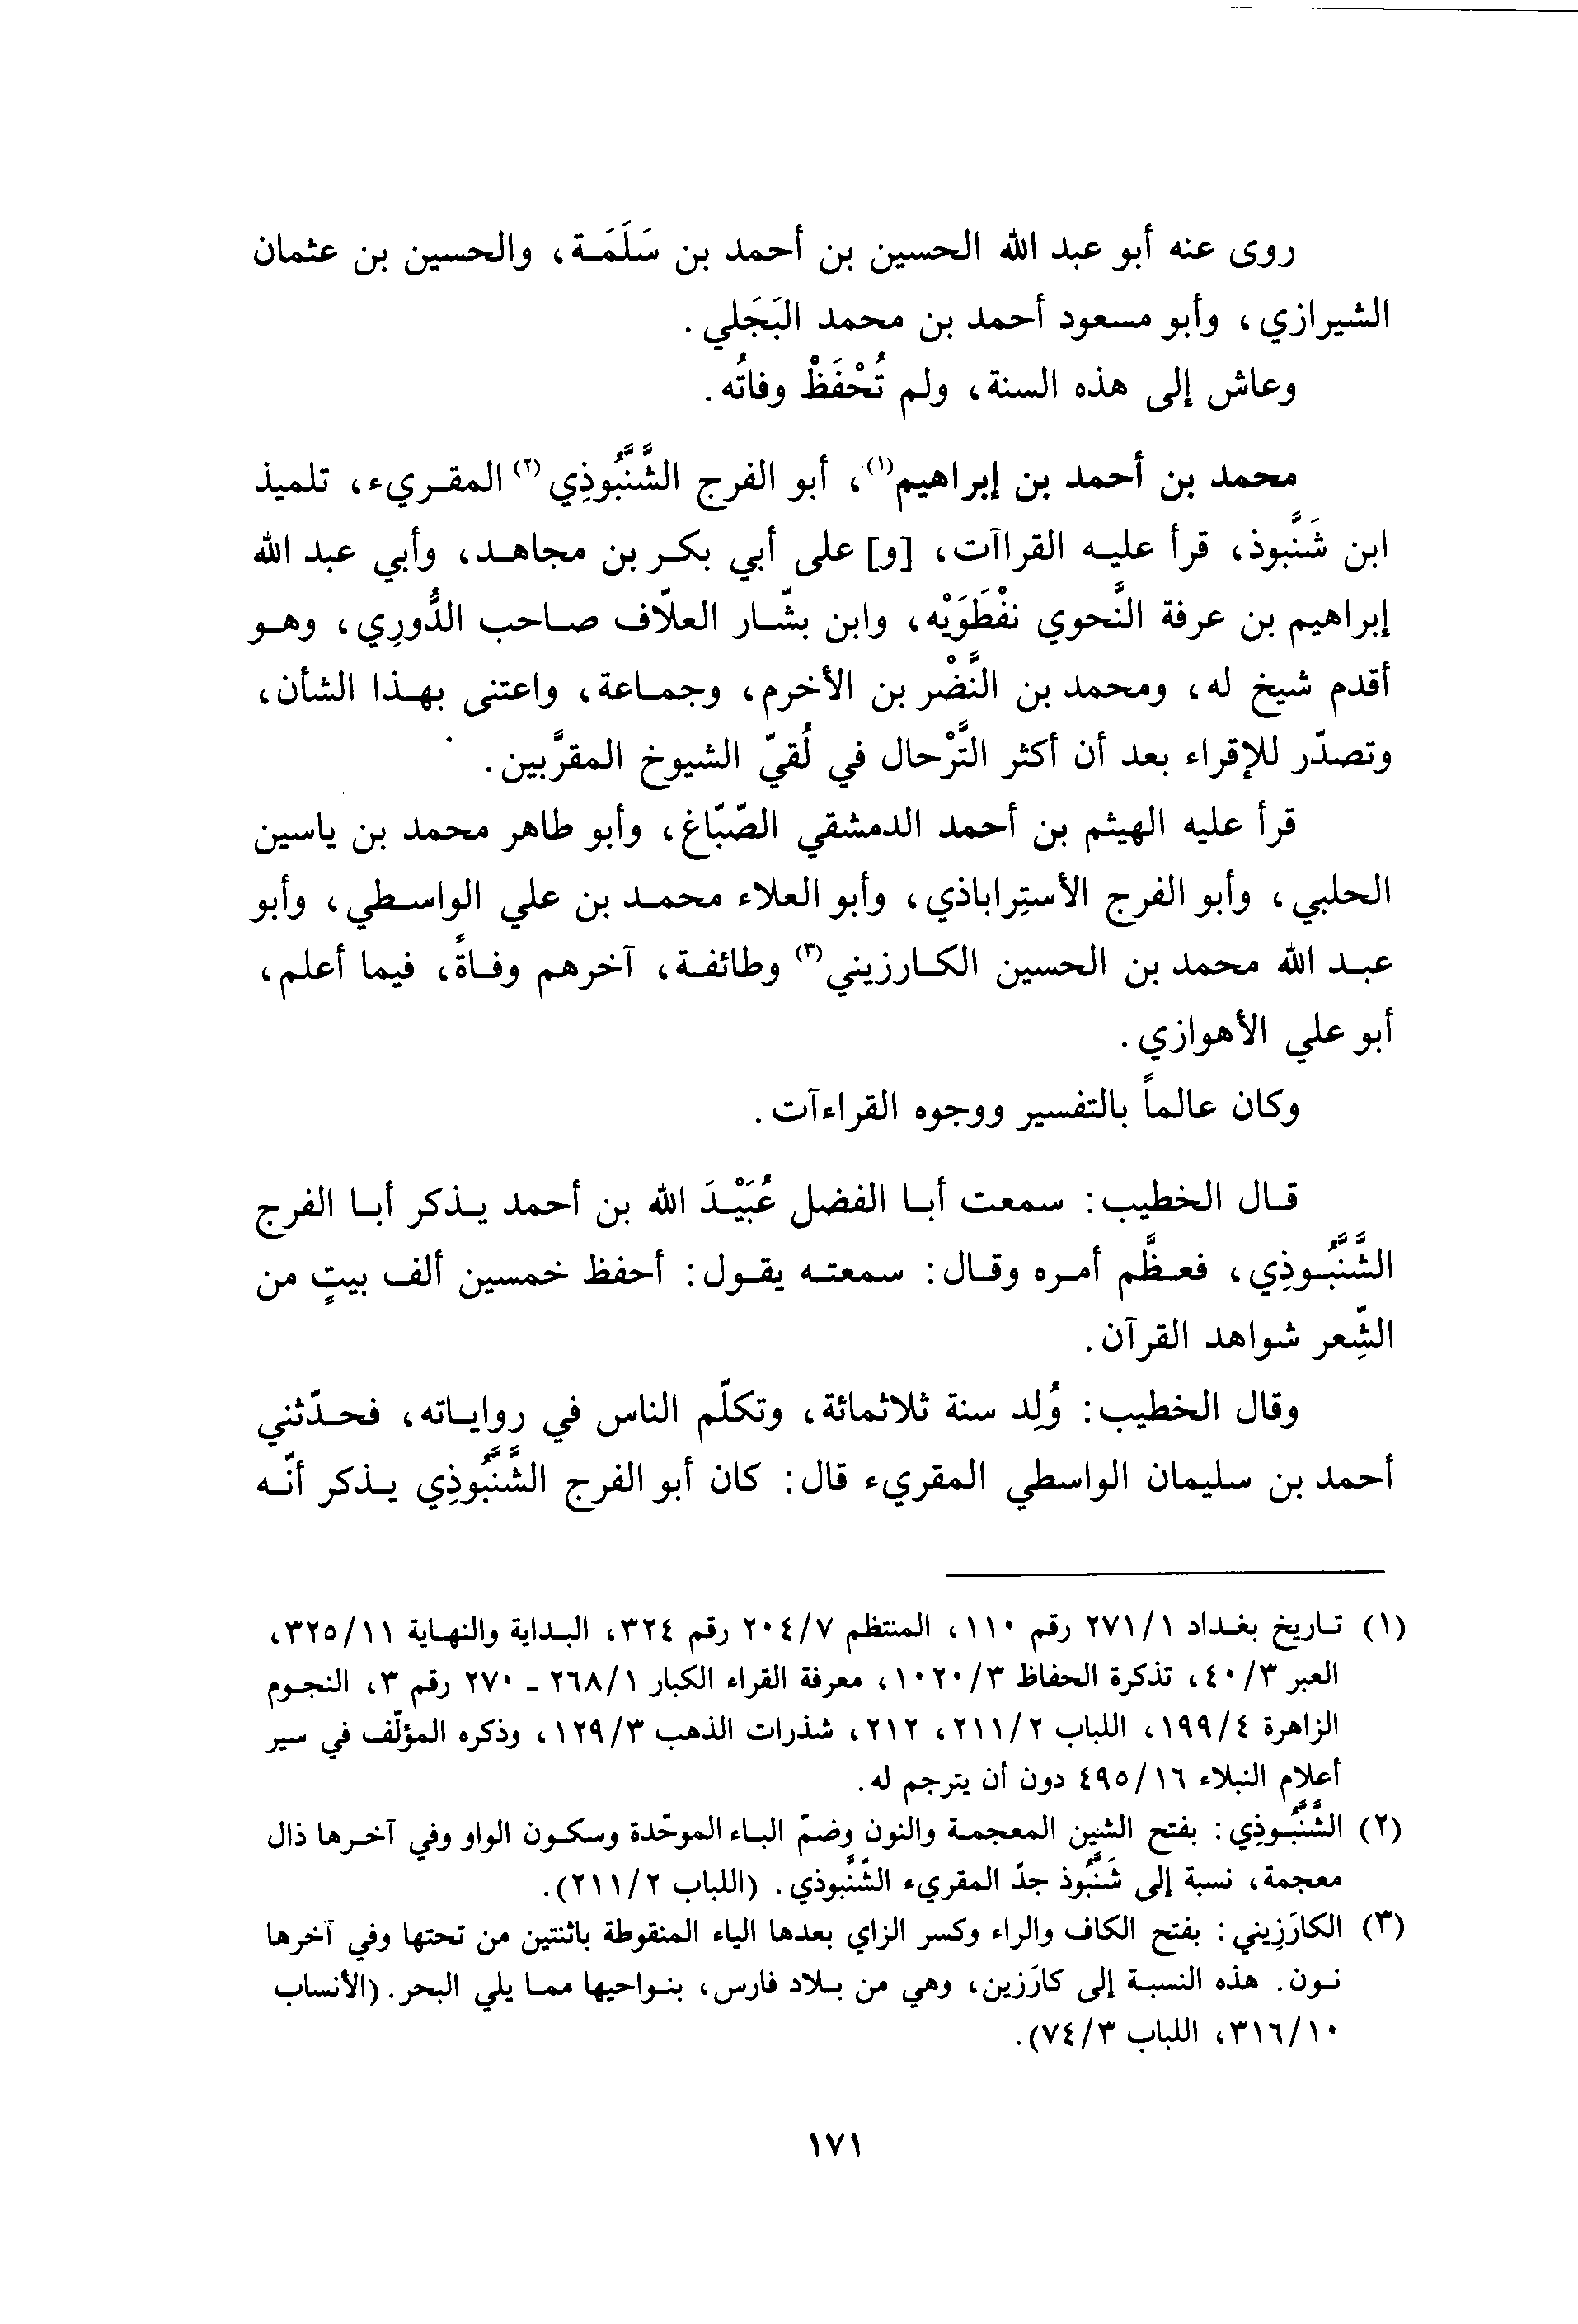 روى عنه أبو عبد الله الحسين بن أحمد بن سَلَمَة، والحسين بن عثمان
الشيرازي، وأبو مسعود أحمد بن محمد البَجَلي.
وعاش إلى هذه السنة، ولم تُحْفَظْ وفاتُه.
محمد بن أحمد بن إبراهيم(١)، أبو الفرج الشَّنَّبُوذِي(٢) المقريء، تلميذ
ابن شَنَّبوذ، قرأ عليه القراآت، [و] على أبي بكر بن مجاهد، وأبي عبد الله
إبراهيم بن عرفة النَّحوي نفْطَوَيْه، وابن بشّار العلاّف صاحب الدُّورِي، وهو
أقدم شيخ له، ومحمد بن النَّضْر بن الأخرم، وجماعة، واعتنى بهذا الشأن،
وتصدّر للإقراء بعد أن أكثر التَّرْحال في لُقيّ الشيوخ المقرَّبين.
قرأ عليه الهيثم بن أحمد الدمشقي الصّبّاغ، وأبو طاهر محمد بن ياسين
الحلبي، وأبو الفرج الأستِراباذي، وأبو العلاء محمد بن علي الواسطي، وأبو
عبد الله محمد بن الحسين الكارزيني(٣) وطائفة، آخرهم وفاةً، فيما أعلم،
أبو علي الأهوازي.
وكان عالماً بالتفسير ووجوه القراءآت.
قال الخطيب: سمعت أبا الفضل عُبَيْدَ الله بن أحمد يذكر أبا الفرج
الشَّنَّبُوذِي، فعظَّم أمره وقال: سمعته يقول: أحفظ خمسين ألف بيتٍ من
الشِّعر شواهد القرآن.
وقال الخطيب: وُلِد سنة ثلاثمائة، وتكلّم الناس في رواياته، فحدّثني
أحمد بن سليمان الواسطي المقريء قال: كان أبو الفرج الشَّنَّبُوذِي يذكر أنّه
(١) تاريخ بغداد ٢٧١/١ رقم ١١٠، المنتظم ٢٠٤/٧ رقم ٣٢٤، البداية والنهاية ٣٢٥/١١،
العبر ٤٠/٣، تذكرة الحفاظ ١٠٢٠/٣، معرفة القراء الكبار ٢٦٨/١ ـ ٢٧٠ رقم ٣، النجوم
الزاهرة ١٩٩/٤، اللباب ٢١١/٢، ٢١٢، شذرات الذهب ١٢٩/٣، وذكره المؤلّف في سير
أعلام النبلاء ٤٩٥/١٦ دون أن يترجم له.
(٢) الشَّنَّبُوذِي: بفتح الشين المعجمة والنون وضمّ الباء الموحّدة وسكون الواو وفي آخرها ذال
معجمة، نسبة إلى شَنَّبُوذ جدّ المقريء الشَّنَّبوذي. (اللباب ٢١١/٢).
(٣) الكارَزِيني: بفتح الكاف والراء وكسر الزاي بعدها الياء المنقوطة باثنتين من تحتها وفي آخرها
نون. هذه النسبة إلى كارَزين، وهي من بلاد فارس، بنواحيها مما يلي البحر. (الأنساب
٣١٦/١٠، اللباب ٧٤/٣).
١٧١